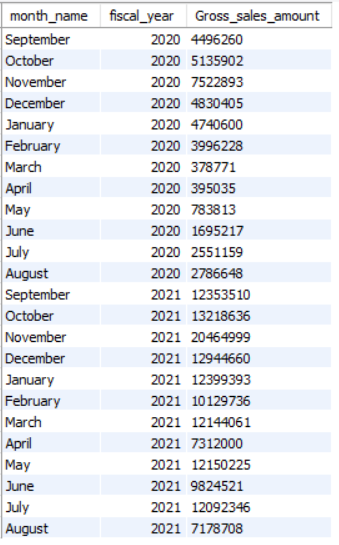 month_name fiscal_year Gross_sales_amount
September 2020 4496260
October 2020 5135902
November 2020 7522893
December 2020 4830405
January 2020 4740600
February 2020 3996228
March 2020 378771
April 2020 395035
May 2020 783813
June 2020 1695217
July 2020 2551159
August 2020 2786648
September 2021 12353510
October 2021 13218636
November 2021 20464999
December 2021 12944660
January 2021 12399393
February 2021 10129736
March 2021 12144061
April 2021 7312000
May 2021 12150225
June 2021 9824521
July 2021 12092346
August 2021 7178708